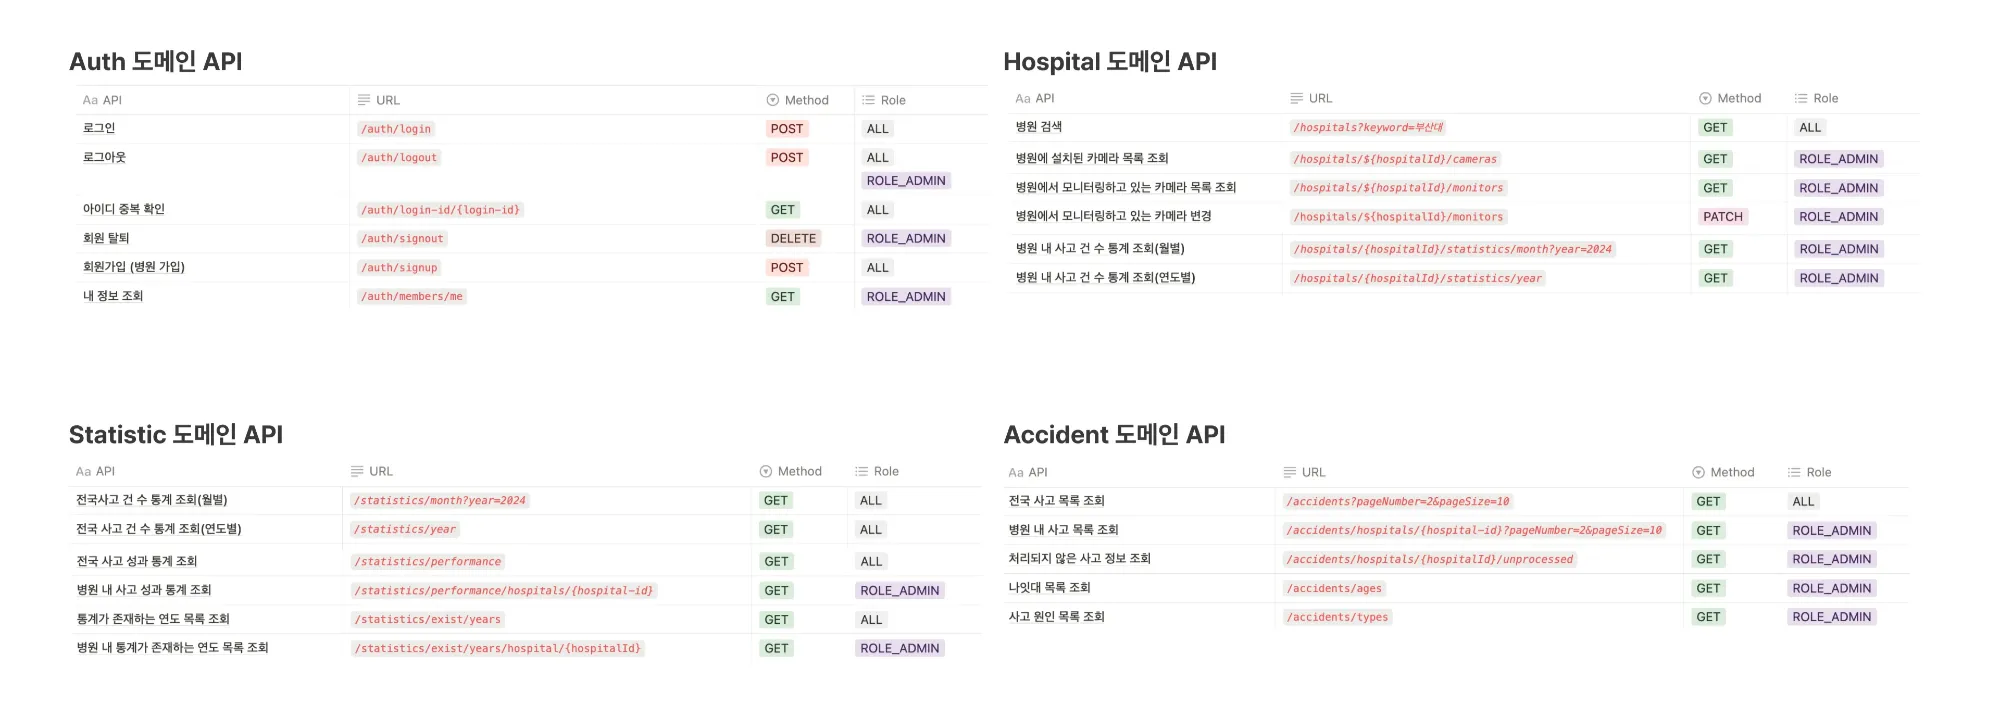 Auth 도메인 API
Aa API URL Method Role
로그인 /auth/login POST ALL
로그아웃 /auth/logout POST ALL
ROLE_ADMIN
아이디 중복 확인 /auth/login-id/{login-id} GET ALL
회원 탈퇴 /auth/signout DELETE ROLE_ADMIN
회원가입 (병원 가입) /auth/signup POST ALL
내 정보 조회 /auth/members/me GET ROLE_ADMIN
Hospital 도메인 API
Aa API URL Method Role
병원 검색 /hospitals?keyword=부산대 GET ALL
병원에 설치된 카메라 목록 조회 /hospitals/${hospitalId}/cameras GET ROLE_ADMIN
병원에서 모니터링하고 있는 카메라 목록 조회 /hospitals/${hospitalId}/monitors GET ROLE_ADMIN
병원에서 모니터링하고 있는 카메라 변경 /hospitals/${hospitalId}/monitors PATCH ROLE_ADMIN
병원 내 사고 건 수 통계 조회(월별) /hospitals/{hospitalId}/statistics/month?year=2024 GET ROLE_ADMIN
병원 내 사고 건 수 통계 조회(연도별) /hospitals/{hospitalId}/statistics/year GET ROLE_ADMIN
Statistic 도메인 API
Aa API URL Method Role
전국사고 건 수 통계 조회(월별) /statistics/month?year=2024 GET ALL
전국 사고 건 수 통계 조회(연도별) /statistics/year GET ALL
전국 사고 성과 통계 조회 /statistics/performance GET ALL
병원 내 사고 성과 통계 조회 /statistics/performance/hospitals/{hospital-id} GET ROLE_ADMIN
통계가 존재하는 연도 목록 조회 /statistics/exist/years GET ALL
병원 내 통계가 존재하는 연도 목록 조회 /statistics/exist/years/hospital/{hospitalId} GET ROLE_ADMIN
Accident 도메인 API
Aa API URL Method Role
전국 사고 목록 조회 /accidents?pageNumber=2&pageSize=10 GET ALL
병원 내 사고 목록 조회 /accidents/hospitals/{hospital-id}?pageNumber=2&pageSize=10 GET ROLE_ADMIN
처리되지 않은 사고 정보 조회 /accidents/hospitals/{hospitalId}/unprocessed GET ROLE_ADMIN
나잇대 목록 조회 /accidents/ages GET ROLE_ADMIN
사고 원인 목록 조회 /accidents/types GET ROLE_ADMIN